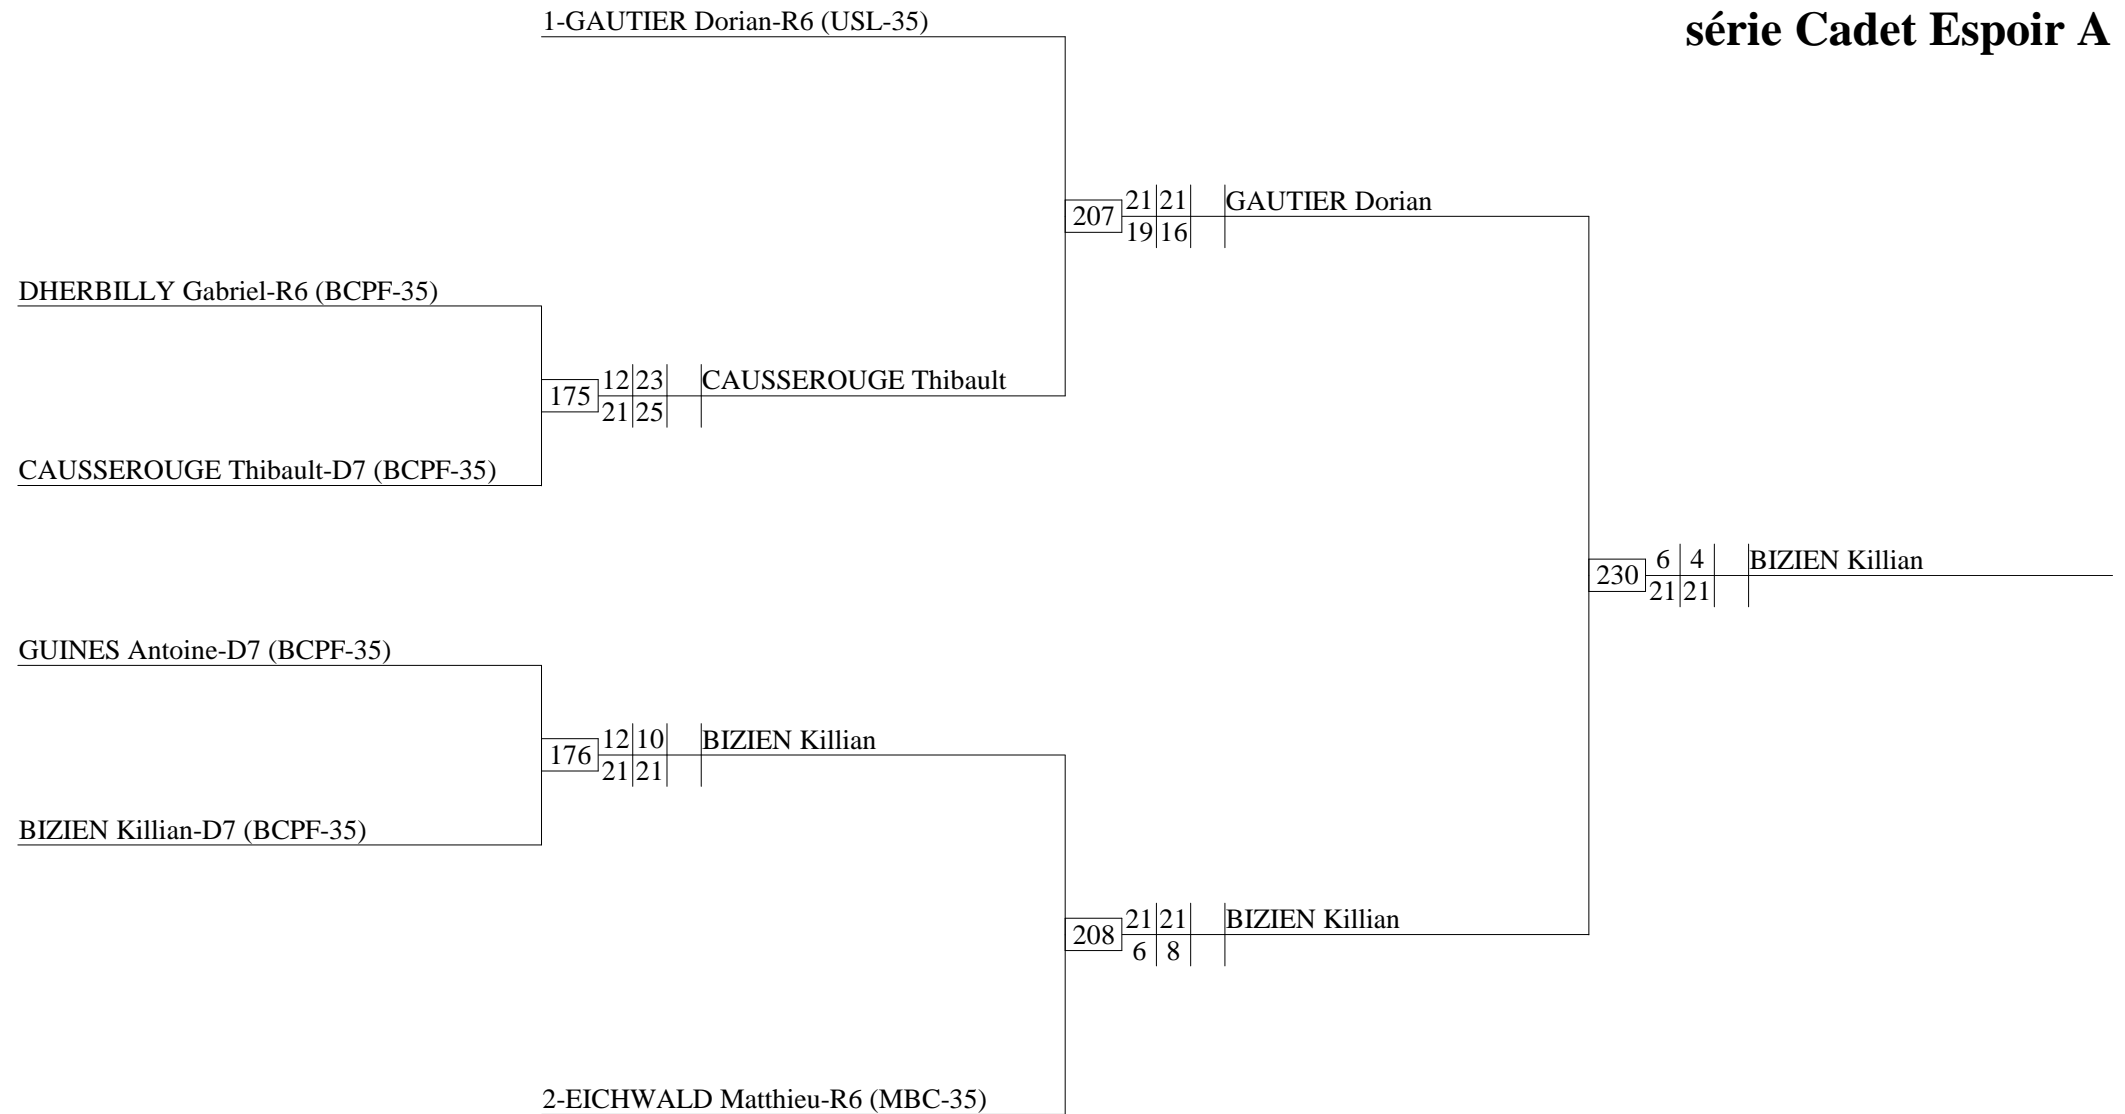 1-GAUTIER Dorian-R6 (USL-35)
série Cadet Espoir A
21 21 GAUTIER Dorian
207
19 16
DHERBILLY Gabriel-R6 (BCPF-35)
12 23 CAUSSEROUGE Thibault
175
21 25
CAUSSEROUGE Thibault-D7 (BCPF-35)
6 4 BIZIEN Killian
230
21 21
GUINES Antoine-D7 (BCPF-35)
12 10 BIZIEN Killian
176
21 21
BIZIEN Killian-D7 (BCPF-35)
21 21 BIZIEN Killian
208
6 8
2-EICHWALD Matthieu-R6 (MBC-35)